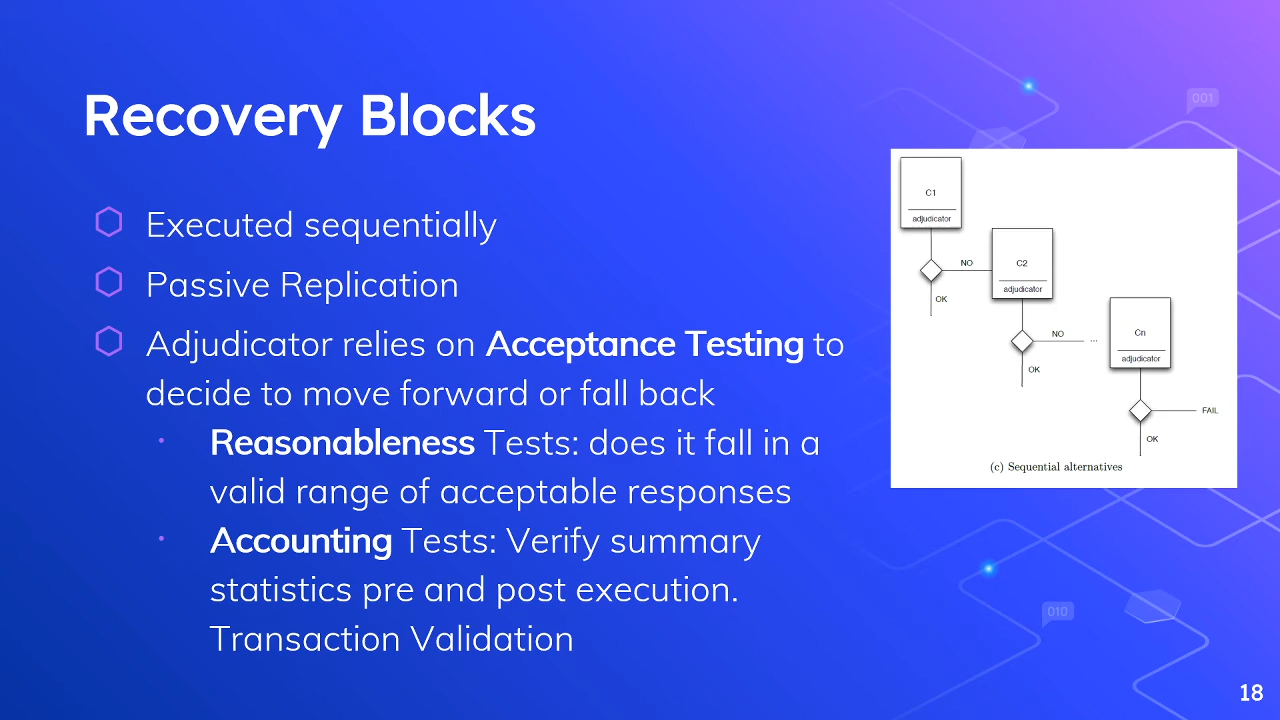 Recovery Blocks
Executed sequentially
Passive Replication
Adjudicator relies on Acceptance Testing to
decide to move forward or fall back
Reasonableness Tests: does it fall in a
valid range of acceptable responses
Accounting Tests: Verify summary
statistics pre and post execution.
Transaction Validation
001
C1
adjudicator
NO
OK
C2
adjudicator
NO
...
OK
Cn
adjudicator
FAIL
OK
(c) Sequential alternatives
010
18